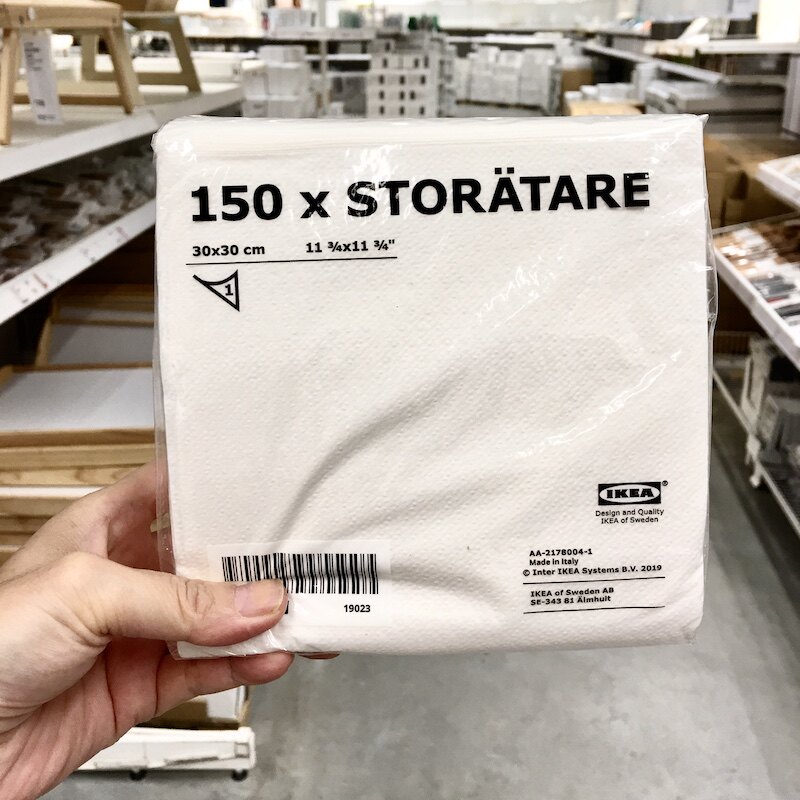 150 x STORÄTARE
30x30 cm 11 ¾x11 ¾"
1
IKEA®
Design and Quality
IKEA of Sweden
AA-2178004-1
Made in Italy
© Inter IKEA Systems B.V. 2019
IKEA of Sweden AB
SE-343 81 Älmhult
19023